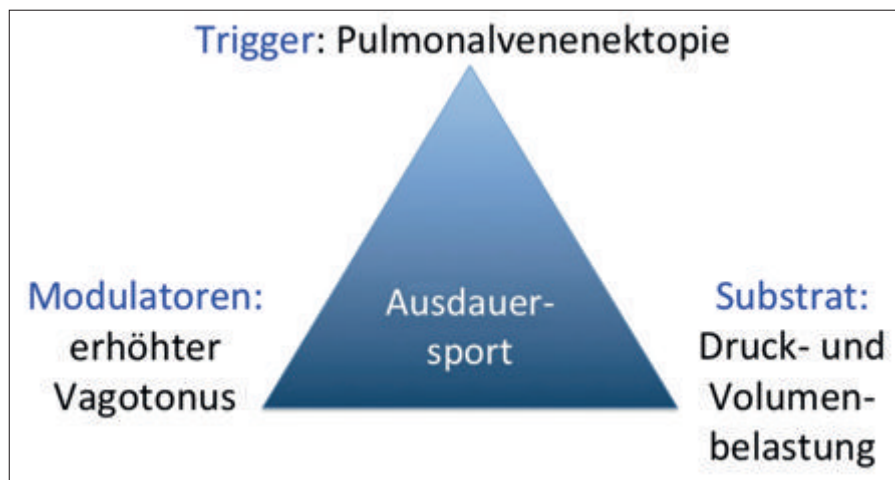 Trigger: Pulmonalvenenektopie
Modulatoren:
erhöhter
Vagotonus
Ausdauer-
sport
Substrat:
Druck- und
Volumen-
belastung